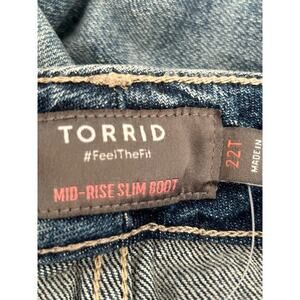 TORRID
#FeelTheFit
MID-RISE SLIM BOOT
22T
MADE IN